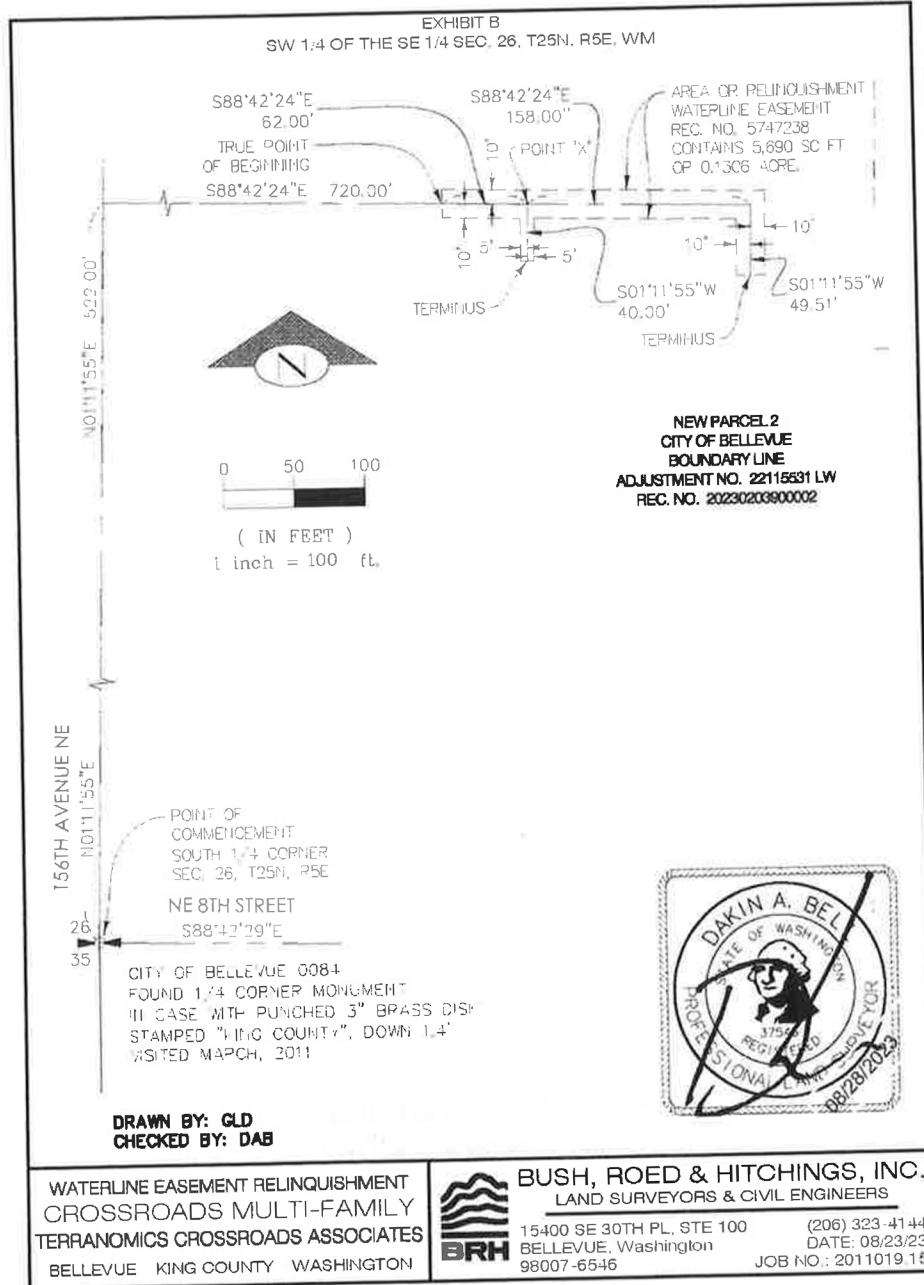 EXHIBIT B
SW 1/4 OF THE SE 1/4 SEC. 26, T25N, R5E, WM
S88°42'24"E
62.00'
TRUE POINT
OF BEGINNING
S88°42'24"E 720.00'
S88°42'24"E
158.00"
POINT "X"
AREA OR RELINQUISHMENT
WATERLINE EASEMENT
REC. NO. 5747238
CONTAINS 5,690 SQ FT
OR 0.1306 ACRE.
10'
10'
5'
5'
10'
10'
TERMINUS
S01°11'55"W
40.00'
S01°11'55"W
49.51'
TERMINUS
N01°11'55"E 522.00'
N
0 50 100
( IN FEET )
1 inch = 100 ft.
NEW PARCEL 2
CITY OF BELLEVUE
BOUNDARY LINE
ADJUSTMENT NO. 22115531 LW
REC. NO. 20230203900002
156TH AVENUE NE
N01°11'55"E
POINT OF
COMMENCEMENT
SOUTH 1/4 CORNER
SEC. 26, T25N, R5E
NE 8TH STREET
S88°42'29"E
26
35
CITY OF BELLEVUE 0084
FOUND 1/4 CORNER MONUMENT
IN CASE WITH PUNCHED 3" BRASS DISK
STAMPED "KING COUNTY", DOWN 1.4'
VISITED MARCH, 2011
DAKIN A. BELL
STATE OF WASHINGTON
REGISTERED
PROFESSIONAL LAND SURVEYOR
08/28/2023
DRAWN BY: GLD
CHECKED BY: DAB
WATERLINE EASEMENT RELINQUISHMENT
CROSSROADS MULTI-FAMILY
TERRANOMICS CROSSROADS ASSOCIATES
BELLEVUE KING COUNTY WASHINGTON
BRH
BUSH, ROED & HITCHINGS, INC.
LAND SURVEYORS & CIVIL ENGINEERS
15400 SE 30TH PL, STE 100
BELLEVUE, Washington
98007-6546
(206) 323-4144
DATE: 08/23/23
JOB NO.: 2011019.15